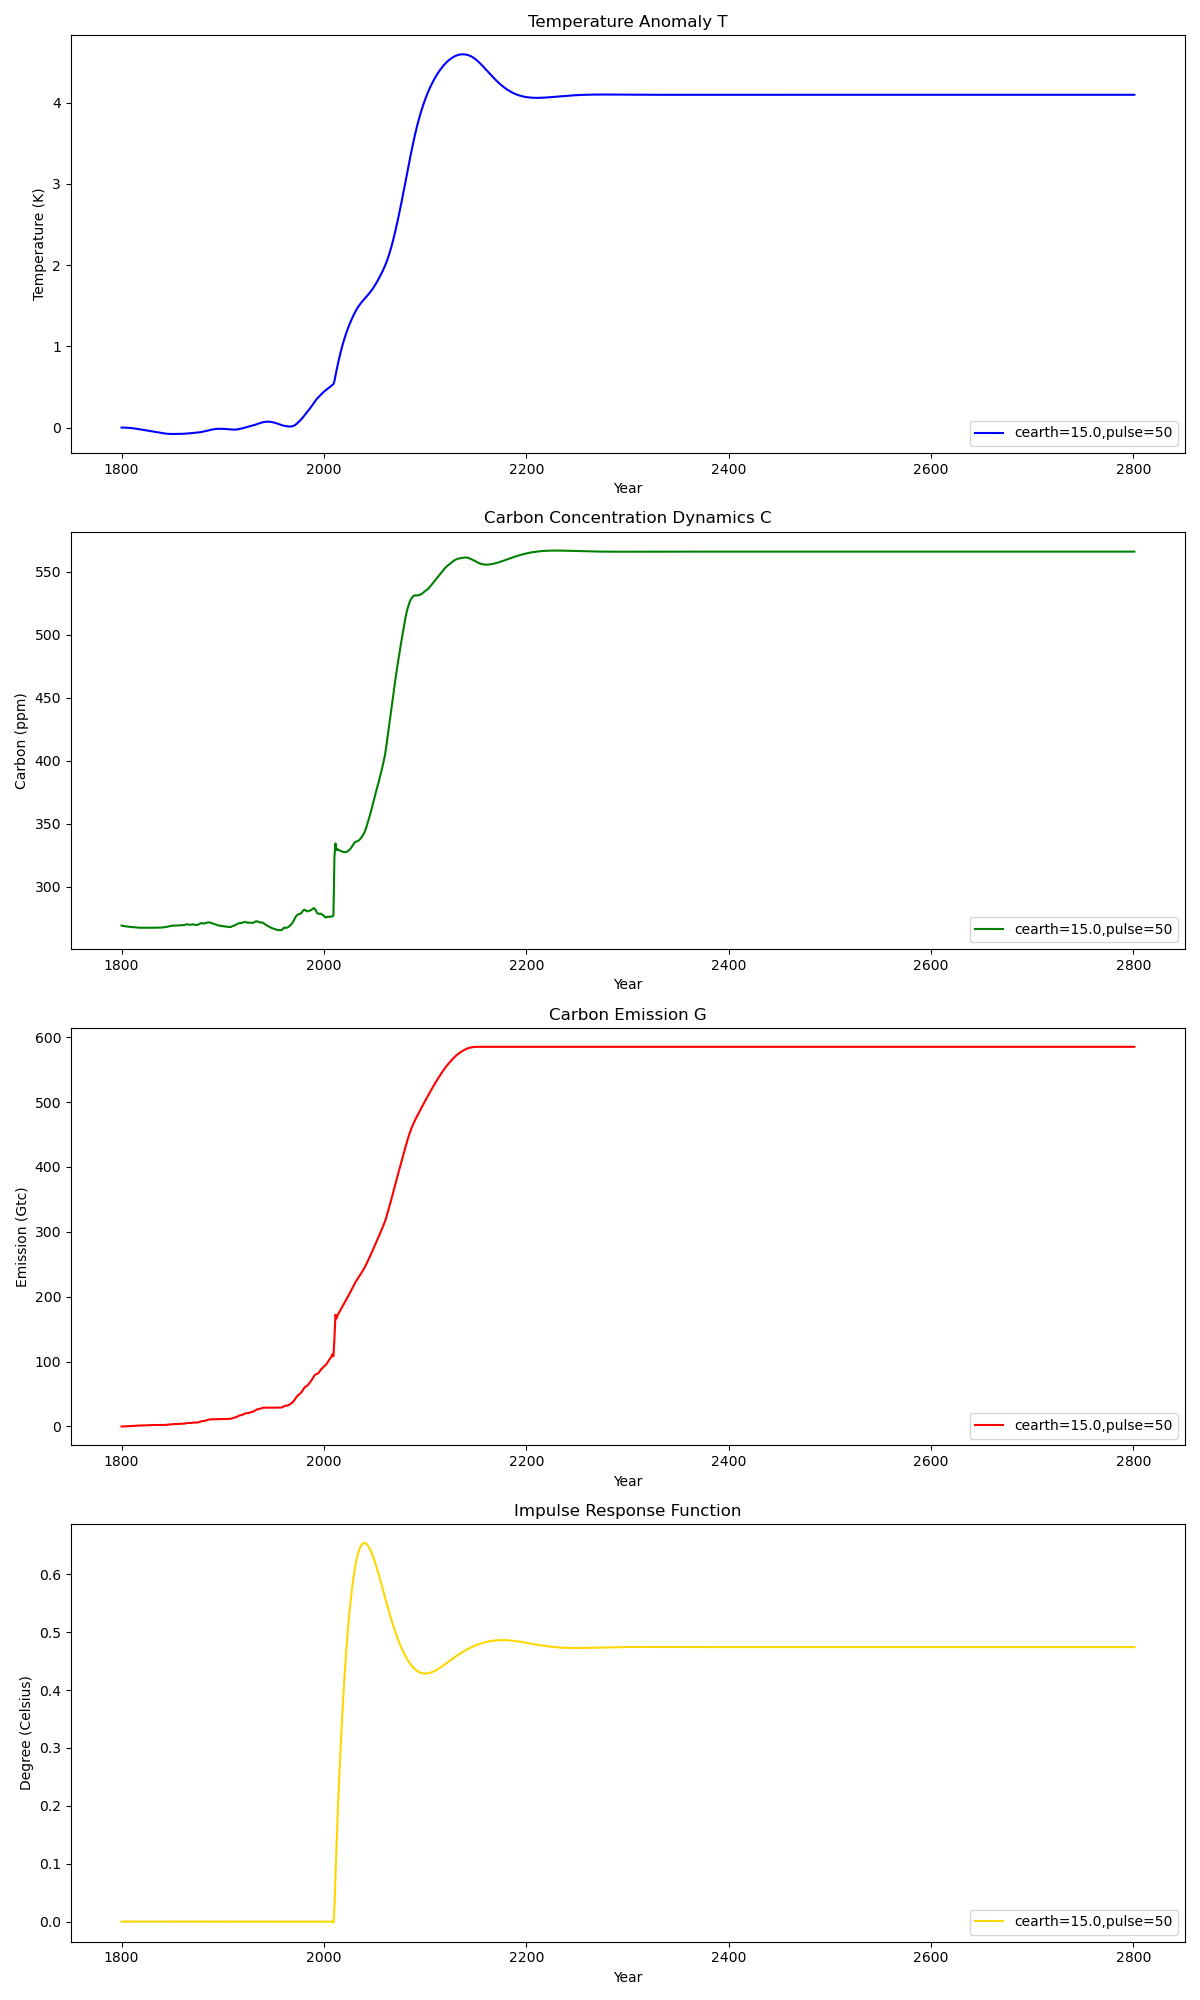 Temperature Anomaly T
Temperature (K)
4
3
2
1
0
cearth=15.0,pulse=50
1800 2000 2200 2400 2600 2800
Year
Carbon Concentration Dynamics C
Carbon (ppm)
550
500
450
400
350
300
cearth=15.0,pulse=50
1800 2000 2200 2400 2600 2800
Year
Carbon Emission G
Emission (Gtc)
600
500
400
300
200
100
0
cearth=15.0,pulse=50
1800 2000 2200 2400 2600 2800
Year
Impulse Response Function
Degree (Celsius)
0.6
0.5
0.4
0.3
0.2
0.1
0.0
cearth=15.0,pulse=50
1800 2000 2200 2400 2600 2800
Year